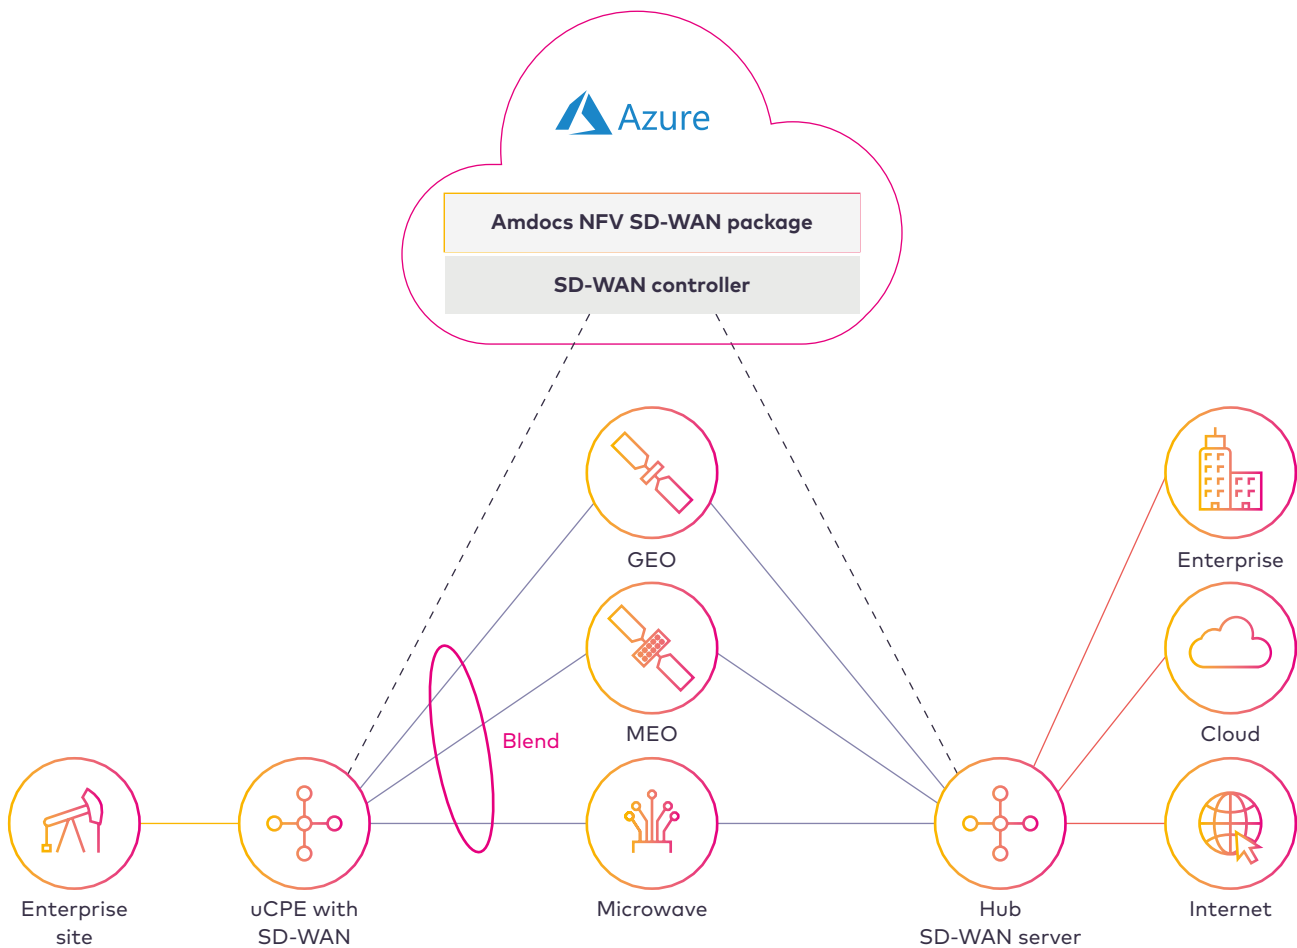 Azure
Amdocs NFV SD-WAN package
SD-WAN controller
GEO
Enterprise
MEO
Cloud
Blend
Enterprise
site
uCPE with
SD-WAN
Microwave
Hub
SD-WAN server
Internet